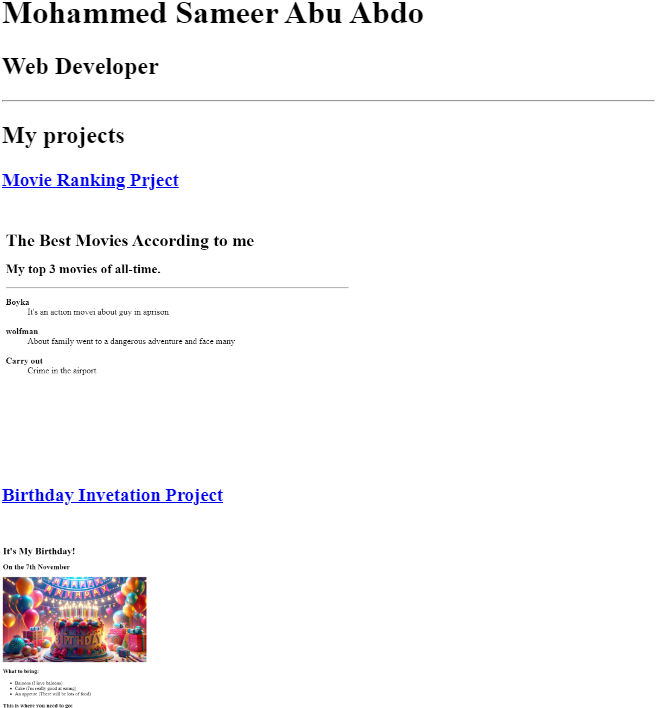 Mohammed Sameer Abu Abdo
Web Developer
My projects
Movie Ranking Prject
The Best Movies According to me
My top 3 movies of all-time.
Boyka
It's an action movei about guy in aprison
wolfman
About family went to a dangerous adventure and face many
Carry out
Crime in the airport
Birthday Invetation Project
It's My Birthday!
On the 7th November
HAPPY
BIRTHDAY
BIRTHDAY
What to bring:
Baloons (I love baloons)
Cake (I'm really good at eating)
An appetite (There will be lots of food)
This is where you need to go: